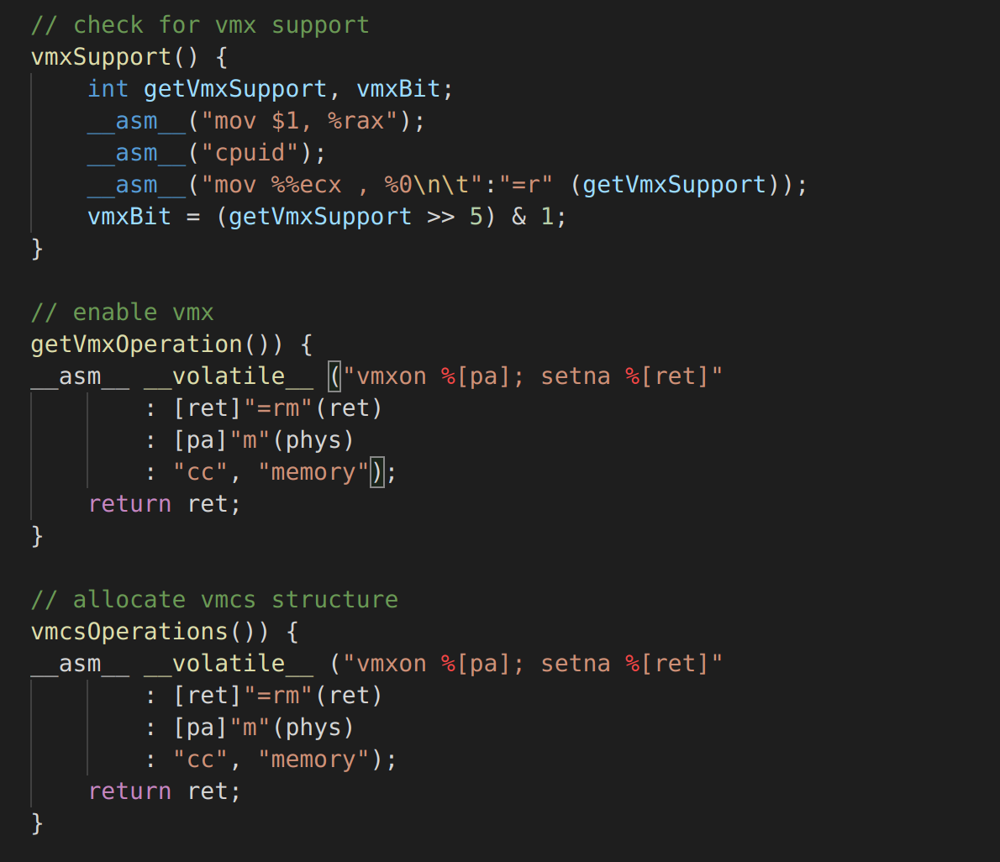 // check for vmx support
vmxSupport() {
    int getVmxSupport, vmxBit;
    __asm__("mov $1, %rax");
    __asm__("cpuid");
    __asm__("mov %%ecx , %0\n\t":"=r" (getVmxSupport));
    vmxBit = (getVmxSupport >> 5) & 1;
}

// enable vmx
getVmxOperation()) {
__asm__ __volatile__ ("vmxon %[pa]; setna %[ret]"
        : [ret]"=rm"(ret)
        : [pa]"m"(phys)
        : "cc", "memory");
    return ret;
}

// allocate vmcs structure
vmcsOperations()) {
__asm__ __volatile__ ("vmxon %[pa]; setna %[ret]"
        : [ret]"=rm"(ret)
        : [pa]"m"(phys)
        : "cc", "memory");
    return ret;
}